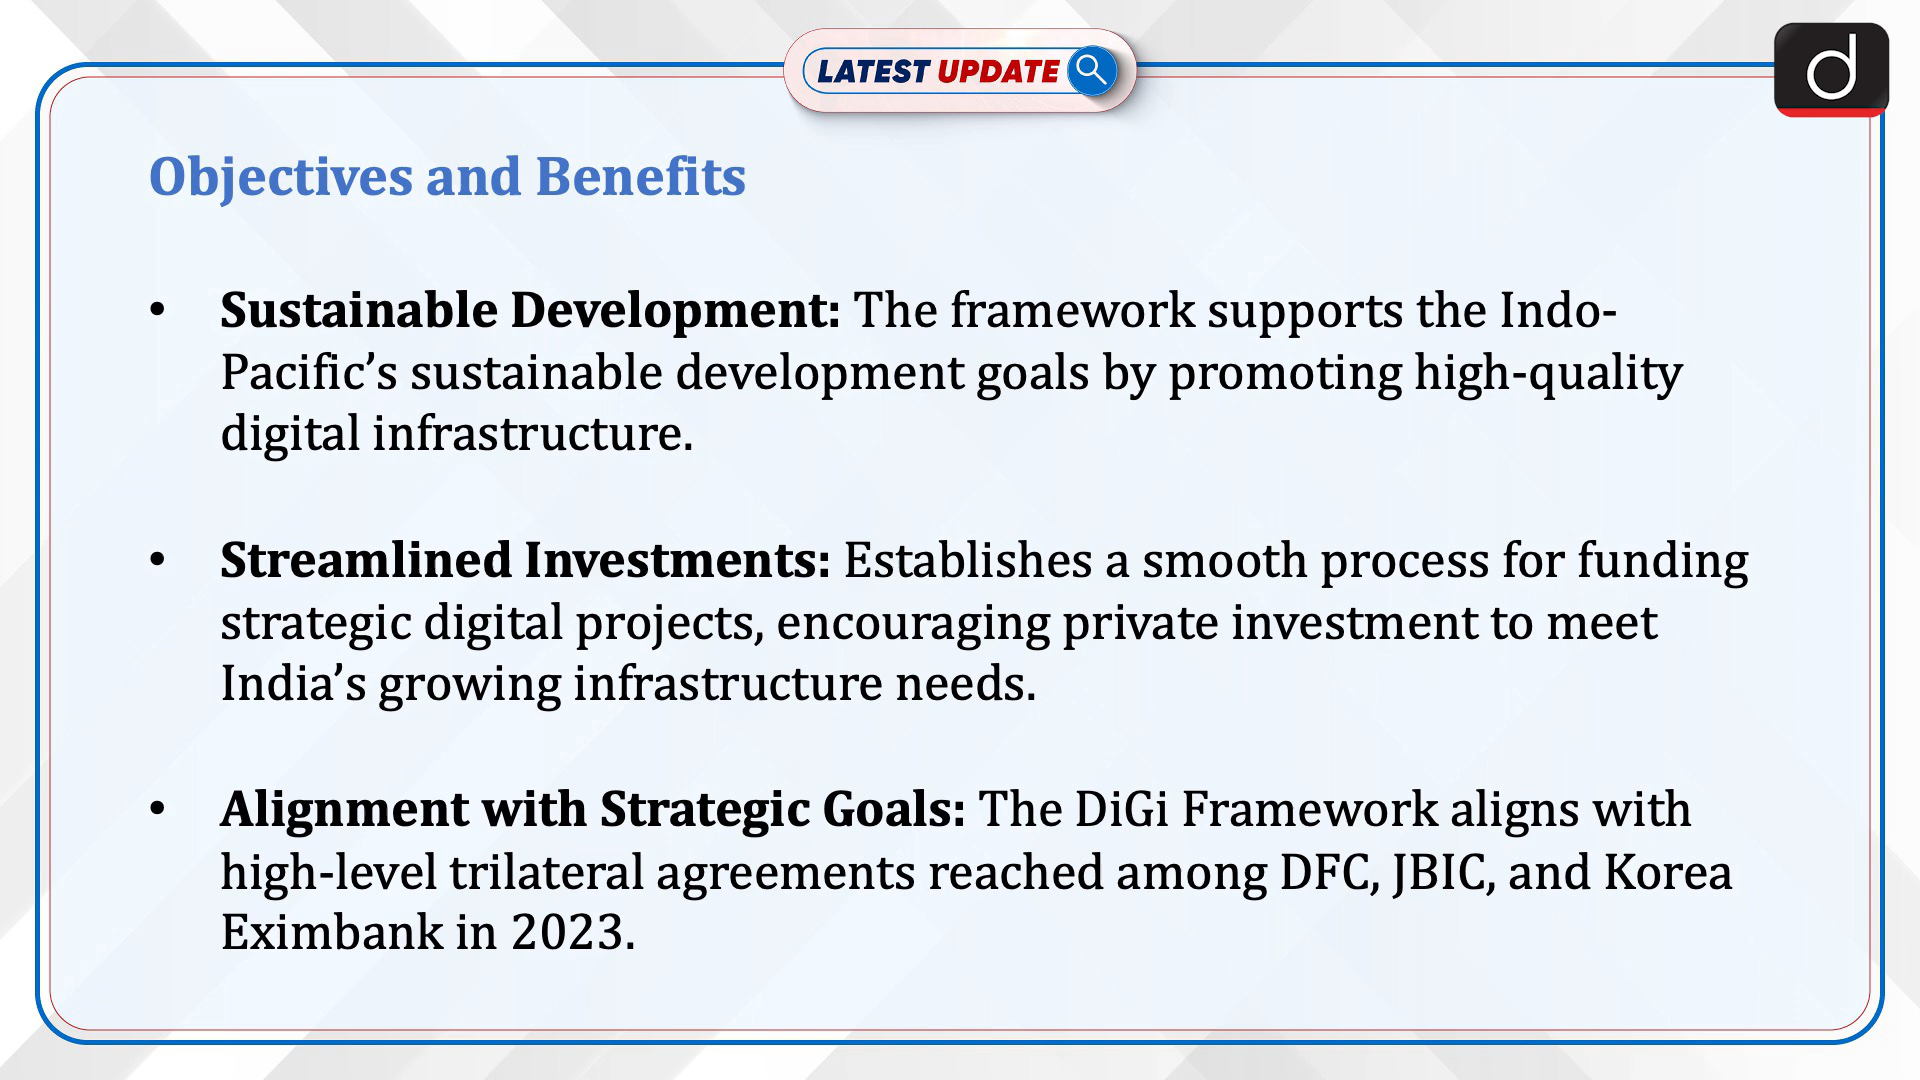 LATEST UPDATE
d
Objectives and Benefits
• Sustainable Development: The framework supports the Indo-
Pacific’s sustainable development goals by promoting high-quality
digital infrastructure.
• Streamlined Investments: Establishes a smooth process for funding
strategic digital projects, encouraging private investment to meet
India’s growing infrastructure needs.
• Alignment with Strategic Goals: The DiGi Framework aligns with
high-level trilateral agreements reached among DFC, JBIC, and Korea
Eximbank in 2023.